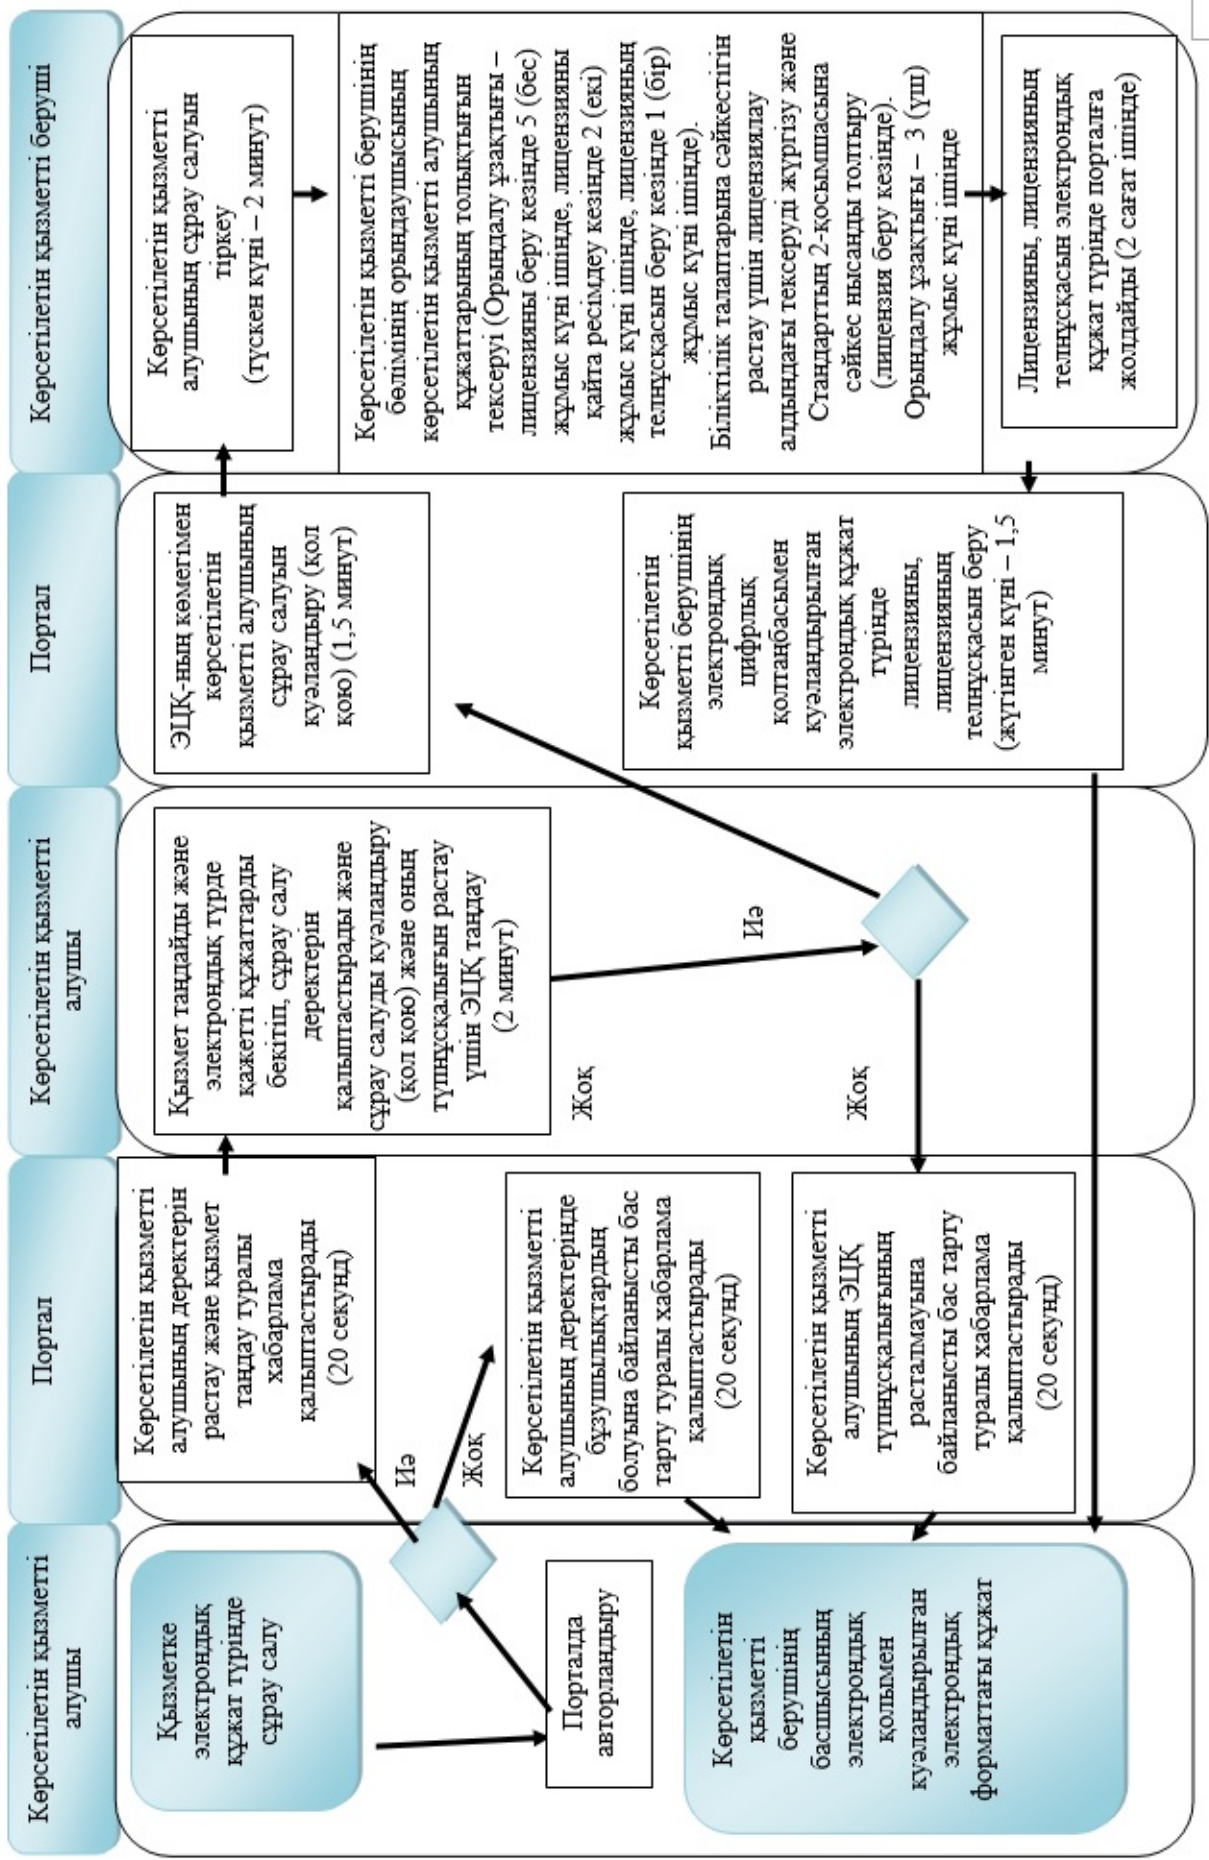 Көрсетілетін қызметті
алушы
Портал
Көрсетілетін қызметті
алушы
Портал
Көрсетілетін қызметті беруші
Қызметке
электрондық
құжат түрінде
сұрау салу
Порталда
авторландыру
Көрсетілетін
қызметті
берушінің
басшысының
электрондық
қолымен
куәландырылған
электрондық
форматтағы құжат
Иә
Жоқ
Көрсетілетін қызметті
алушының деректерін
растау және қызмет
таңдау туралы
хабарлама
қалыптастырады
(20 секунд)
Көрсетілетін қызметті
алушының деректерінде
бұзушылықтардың
болуына байланысты бас
тарту туралы хабарлама
қалыптастырады
(20 секунд)
Көрсетілетін қызметті
алушының ЭЦҚ
түпнұсқалығының
расталмауына
байланысты бас тарту
туралы хабарлама
қалыптастырады
(20 секунд)
Қызмет таңдайды және
электрондық түрде
қажетті құжаттарды
бекітіп, сұрау салу
деректерін
қалыптастырады және
сұрау салуды куәландыру
(қол қою) және оның
түпнұсқалығын растау
үшін ЭЦҚ таңдау
(2 минут)
Жоқ
Иә
Жоқ
ЭЦҚ-ның көмегімен
көрсетілетін
қызметті алушының
сұрау салуын
куәландыру (қол
қою) (1,5 минут)
Көрсетілетін
қызметті берушінің
электрондық
цифрлық
қолтаңбасымен
куәландырылған
электрондық құжат
түрінде
лицензияны,
лицензияның
телнұсқасын беру
(жүгінген күні – 1,5
минут)
Көрсетілетін қызметті
алушының сұрау салуын
тіркеу
(түскен күні – 2 минут)
Көрсетілетін қызметті берушінің
бөлімінің орындаушысының
көрсетілетін қызметті алушының
құжаттарының толықтығын
тексеруі (Орындалу ұзақтығы –
лицензияны беру кезінде 5 (бес)
жұмыс күні ішінде, лицензияны
қайта ресімдеу кезінде 2 (екі)
жұмыс күні ішінде, лицензияның
телнұсқасын беру кезінде 1 (бір)
жұмыс күні ішінде).
Біліктілік талаптарына сәйкестігін
растау үшін лицензиялау
алдындағы тексеруді жүргізу және
Стандарттың 2-қосымшасына
сәйкес нысанды толтыру
(лицензия беру кезінде).
Орындалу ұзақтығы – 3 (үш)
жұмыс күні ішінде
Лицензияны, лицензияның
телнұсқасын электрондық
құжат түрінде порталға
жолдайды (2 сағат ішінде)